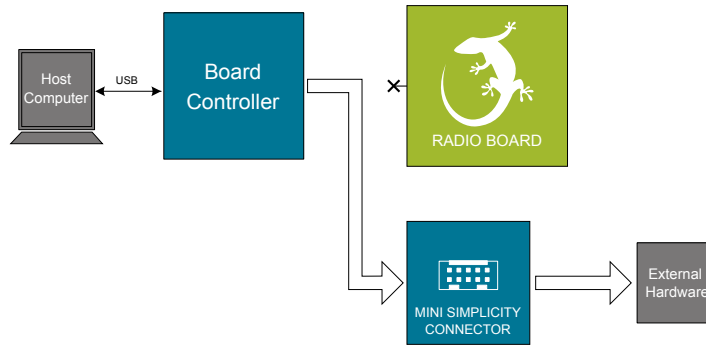 Host
Computer
USB
Board
Controller
RADIO BOARD
MINI SIMPLICITY
CONNECTOR
External
Hardware